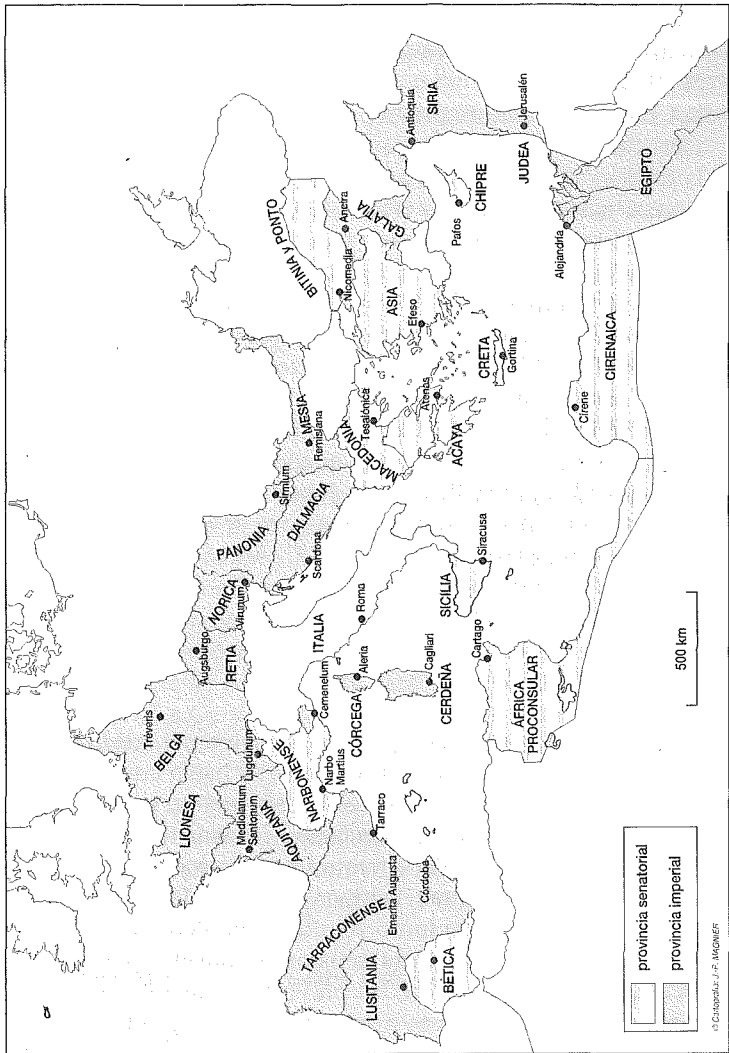 LIONESA
BELGA
Tréveris
Mediolanum
Santonum
AQUITANIA
Lugdunum
NARBONENSE
Narbo
Martius
Cemenelum
TARRACONENSE
Tarraco
Emerita Augusta
Córdoba
LUSITANIA
BÉTICA
Augsburgo
RETIA
NORICA
Virunum
PANONIA
Sirmium
DALMACIA
Scardona
MESIA
Remisiana
ITALIA
Roma
CÓRCEGA
Aleria
CERDEÑA
Cagliari
SICILIA
Siracusa
MACEDONIA
Tesalónica
ACAYA
Atenas
CRETA
Gortina
BITINIA Y PONTO
Nicomedia
Ancira
GALATIA
ASIA
Efeso
SIRIA
Antioquía
CHIPRE
Pafos
JUDEA
Jerusalén
Alejandría
EGIPTO
CIRENAICA
Cirene
Cartago
ÁFRICA
PROCONSULAR
500 km
provincia senatorial
provincia imperial
© Cartografía: J.-P. MAGNIER